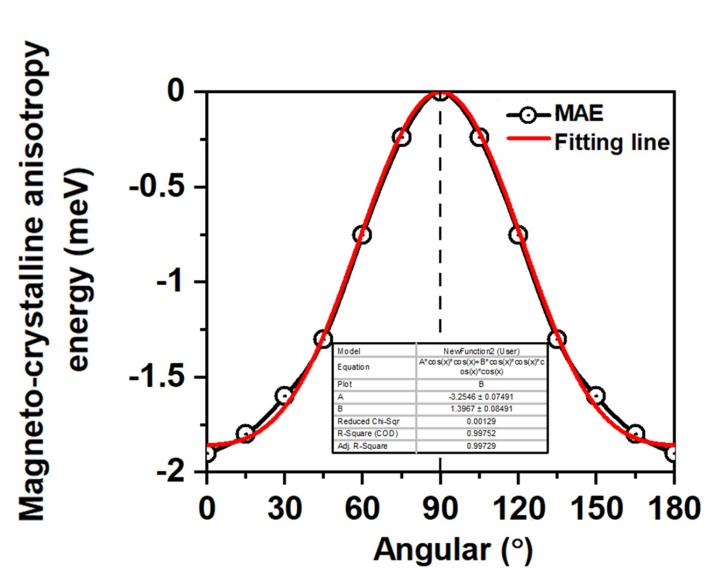 Magneto-crystalline anisotropy
energy (meV)
0
-0.5
-1
-1.5
-2
MAE
Fitting line
Model NewFunction2 (User)
Equation A*cos(x)*cos(x)+B*cos(x)*cos(x)*c
os(x)*cos(x)
Plot B
A -3.2546 ± 0.07491
B 1.3967 ± 0.08491
Reduced Chi-Sqr 0.00129
R-Square (COD) 0.99752
Adj. R-Square 0.99729
0 30 60 90 120 150 180
Angular (°)